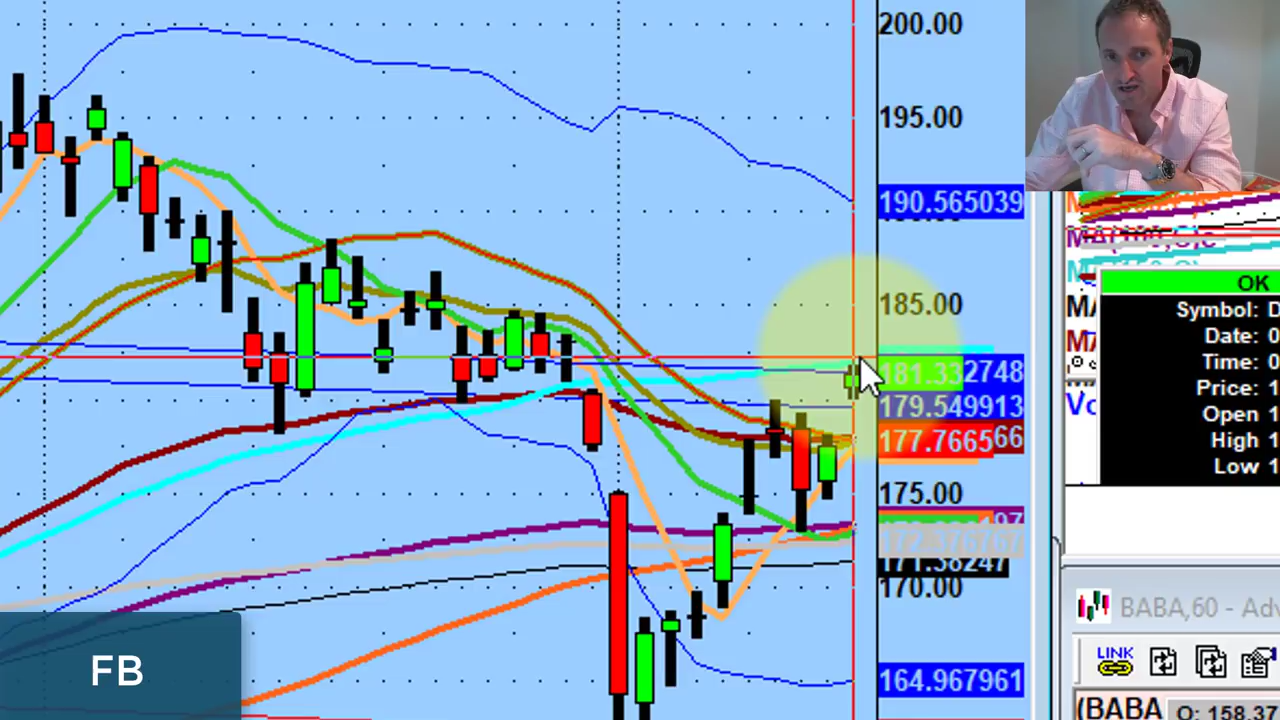 200.00
195.00
190.565039
185.00
181.332748
179.549913
177.766566
175.00
171.58247
170.00
164.967961
FB
OK
Symbol: D
Date: 0
Time: 0
Price: 1
Open 1
High 1
Low 1
BABA,60 - Adv
LINK
(BABA O: 158.37